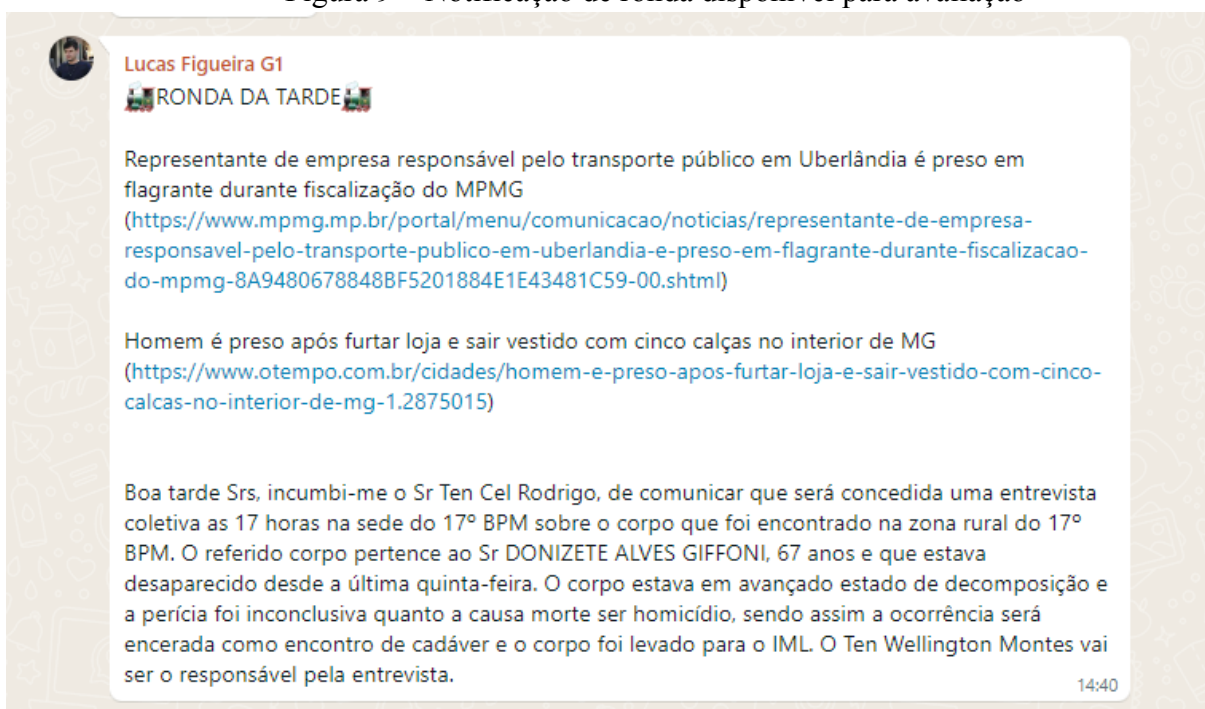 Figura 9 – Notificação de ronda disponível para avaliação
Lucas Figueira G1
🚂RONDA DA TARDE🚂
Representante de empresa responsável pelo transporte público em Uberlândia é preso em
flagrante durante fiscalização do MPMG
(https://www.mpmg.mp.br/portal/menu/comunicacao/noticias/representante-de-empresa-
responsavel-pelo-transporte-publico-em-uberlandia-e-preso-em-flagrante-durante-fiscalizacao-
do-mpmg-8A9480678848BF5201884E1E43481C59-00.shtml)
Homem é preso após furtar loja e sair vestido com cinco calças no interior de MG
(https://www.otempo.com.br/cidades/homem-e-preso-apos-furtar-loja-e-sair-vestido-com-cinco-
calcas-no-interior-de-mg-1.2875015)
Boa tarde Srs, incumbi-me o Sr Ten Cel Rodrigo, de comunicar que será concedida uma entrevista
coletiva as 17 horas na sede do 17º BPM sobre o corpo que foi encontrado na zona rural do 17º
BPM. O referido corpo pertence ao Sr DONIZETE ALVES GIFFONI, 67 anos e que estava
desaparecido desde a última quinta-feira. O corpo estava em avançado estado de decomposição e
a perícia foi inconclusiva quanto a causa morte ser homicídio, sendo assim a ocorrência será
encerada como encontro de cadáver e o corpo foi levado para o IML. O Ten Wellington Montes vai
ser o responsável pela entrevista.
14:40